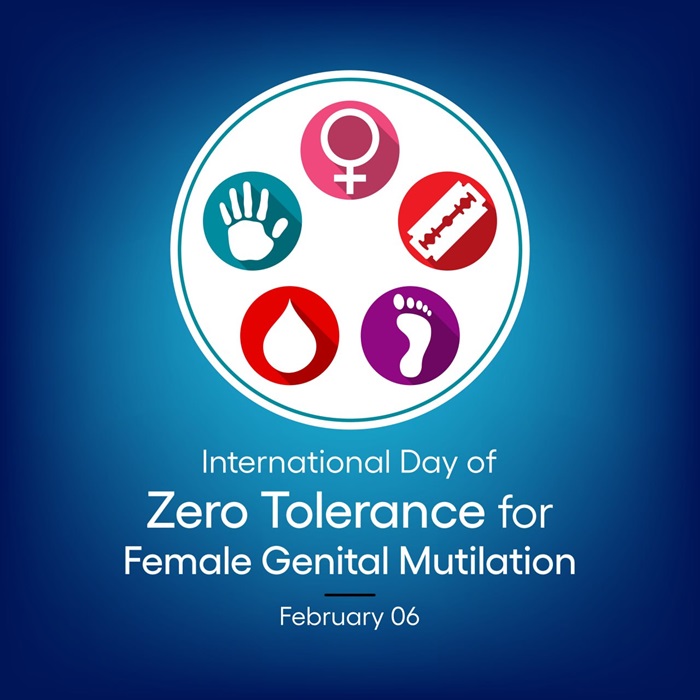 International Day of
Zero Tolerance for
Female Genital Mutilation
February 06